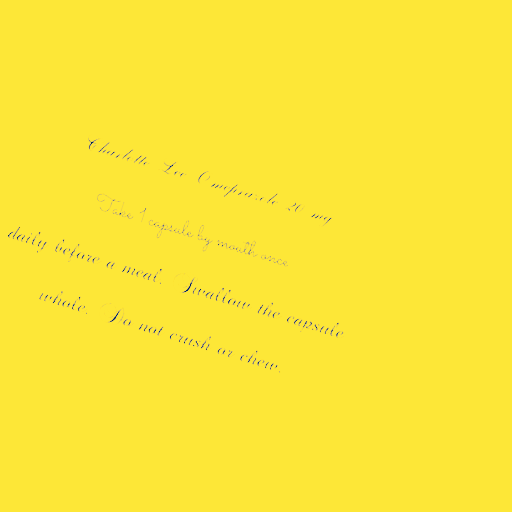 Charlotte Lee Omeprazole 20 mg
Take 1 capsule by mouth once
daily before a meal. Swallow the capsule
whole. Do not crush or chew.